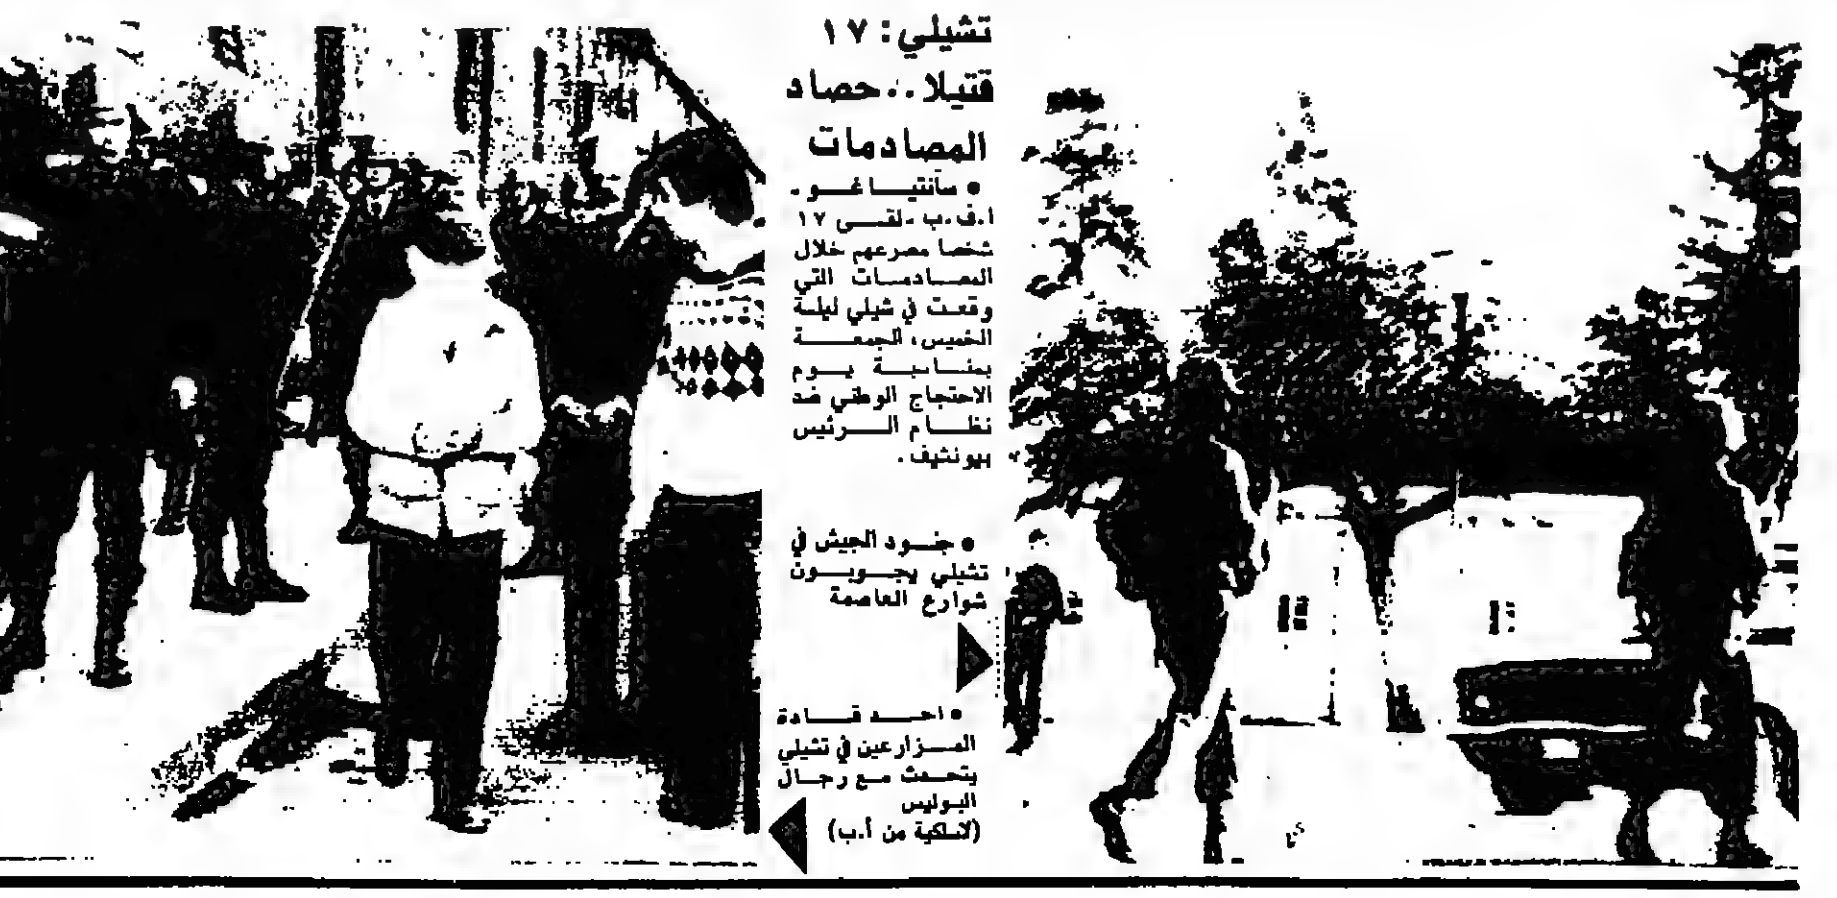 تشيلي: ١٧
قتيلا.. حصاد
المصادمات
● سانتياغو -
ا.ف.ب - لقى ١٧
شخصا مصرعهم خلال
المصادمات التي
وقعت في شيلي ليلة
الخميس، الجمعة
بمناسبة يوم
الاحتجاج الوطني ضد
نظام الرئيس
بيونشيف.
● جنود الجيش في
تشيلي يجوبون
شوارع العاصمة
● احد قادة
المزارعين في تشيلي
يتحدث مع رجال
البوليس
(لاسلكية من أ.ب)